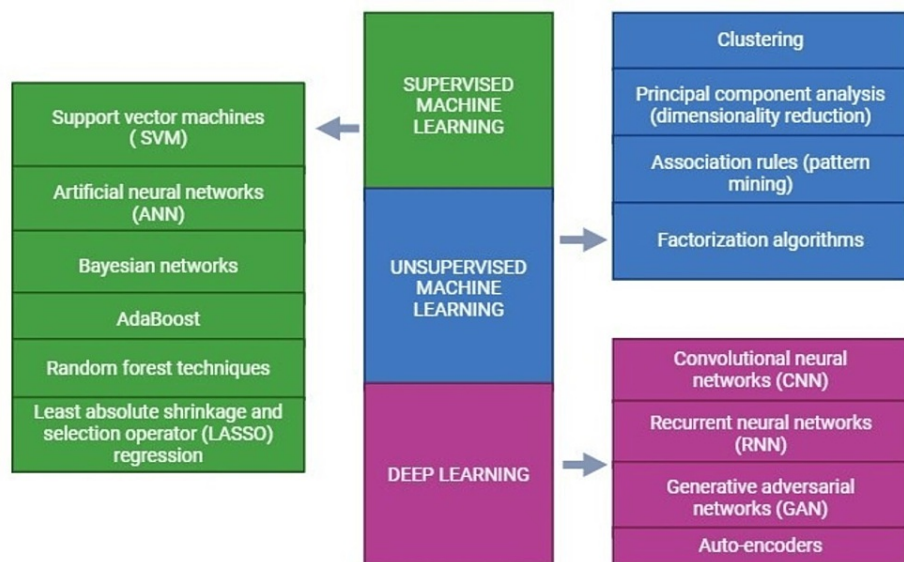 SUPERVISED
MACHINE
LEARNING
Support vector machines
( SVM)
Artificial neural networks
(ANN)
Bayesian networks
AdaBoost
Random forest techniques
Least absolute shrinkage and
selection operator (LASSO)
regression
UNSUPERVISED
MACHINE
LEARNING
Clustering
Principal component analysis
(dimensionality reduction)
Association rules (pattern
mining)
Factorization algorithms
DEEP LEARNING
Convolutional neural
networks (CNN)
Recurrent neural networks
(RNN)
Generative adversarial
networks (GAN)
Auto-encoders